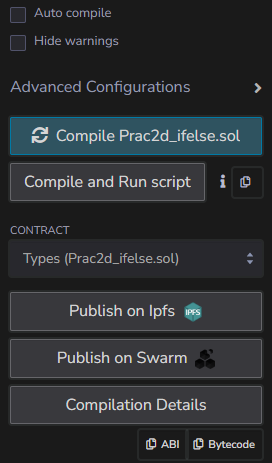 Auto compile
Hide warnings
Advanced Configurations
Compile Prac2d_ifelse.sol
Compile and Run script
CONTRACT
Types (Prac2d_ifelse.sol)
Publish on Ipfs IPFS
Publish on Swarm
Compilation Details
ABI Bytecode